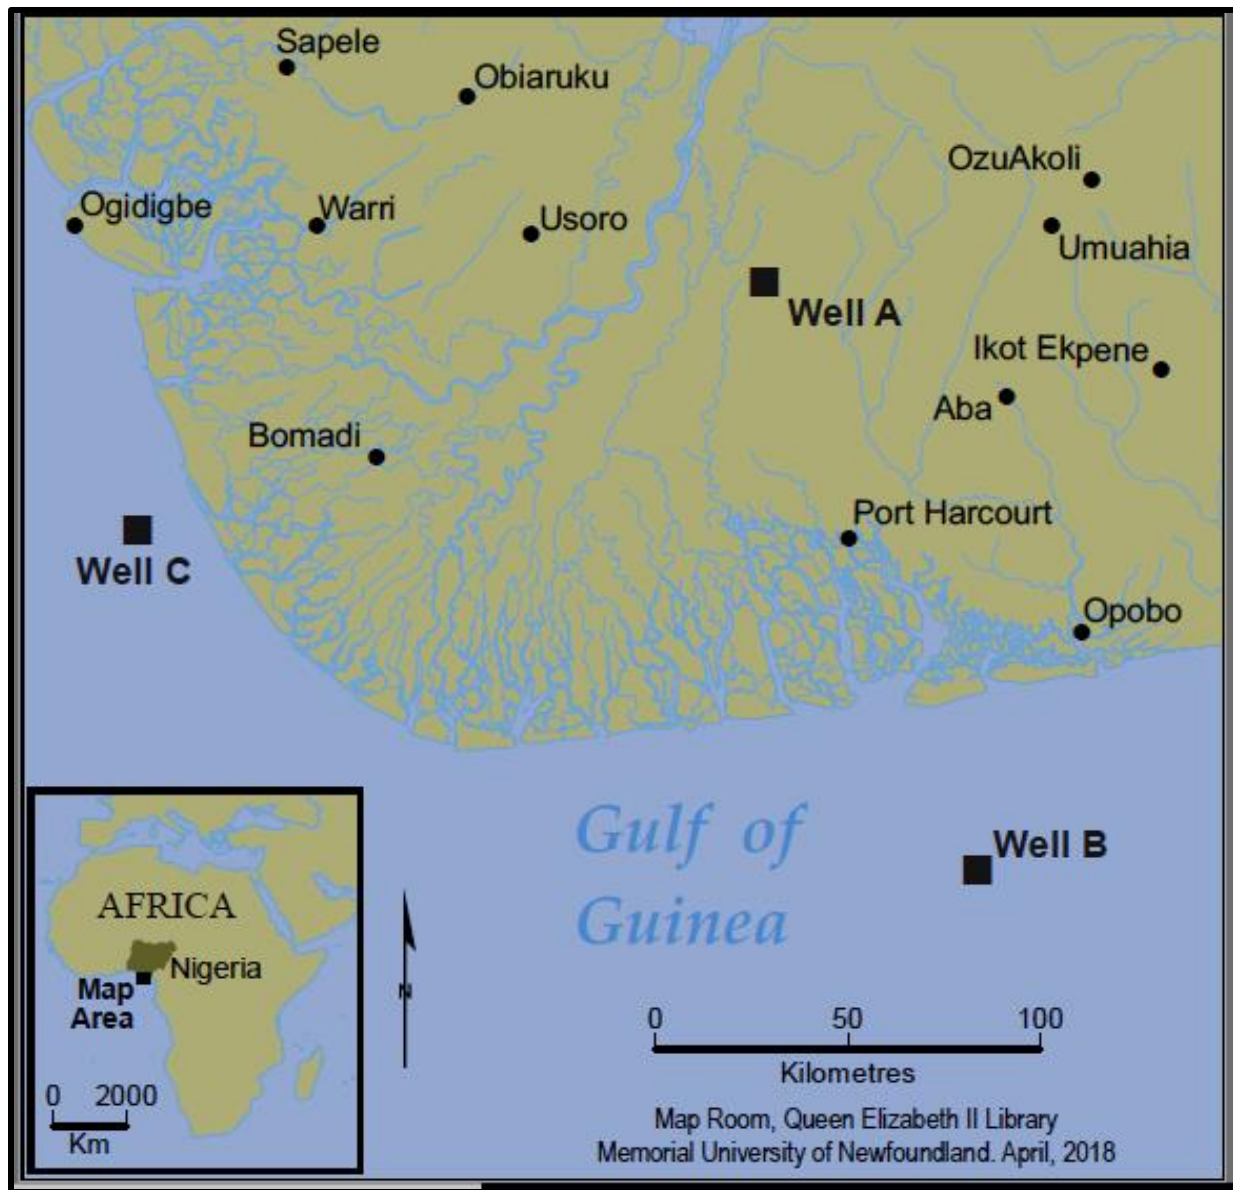 Sapele
Obiaruku
OzuAkoli
Ogidigbe
Warri
Usoro
Umuahia
Well A
Ikot Ekpene
Aba
Bomadi
Port Harcourt
Well C
Opobo
Gulf of
Guinea
Well B
AFRICA
Nigeria
Map
Area
0 2000
Km
N
0 50 100
Kilometres
Map Room, Queen Elizabeth II Library
Memorial University of Newfoundland. April, 2018